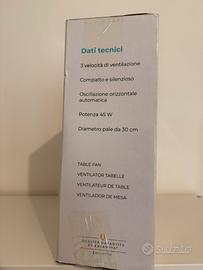 Dati tecnici
3 velocità di ventilazione
Compatto e silenzioso
Oscillazione orizzontale
automatica
Potenza 45 W
Diametro pale da 30 cm
TABLE FAN
VENTILATOR TABELLE
VENTILATEUR DE TABLE
VENTILADOR DE MESA
subito